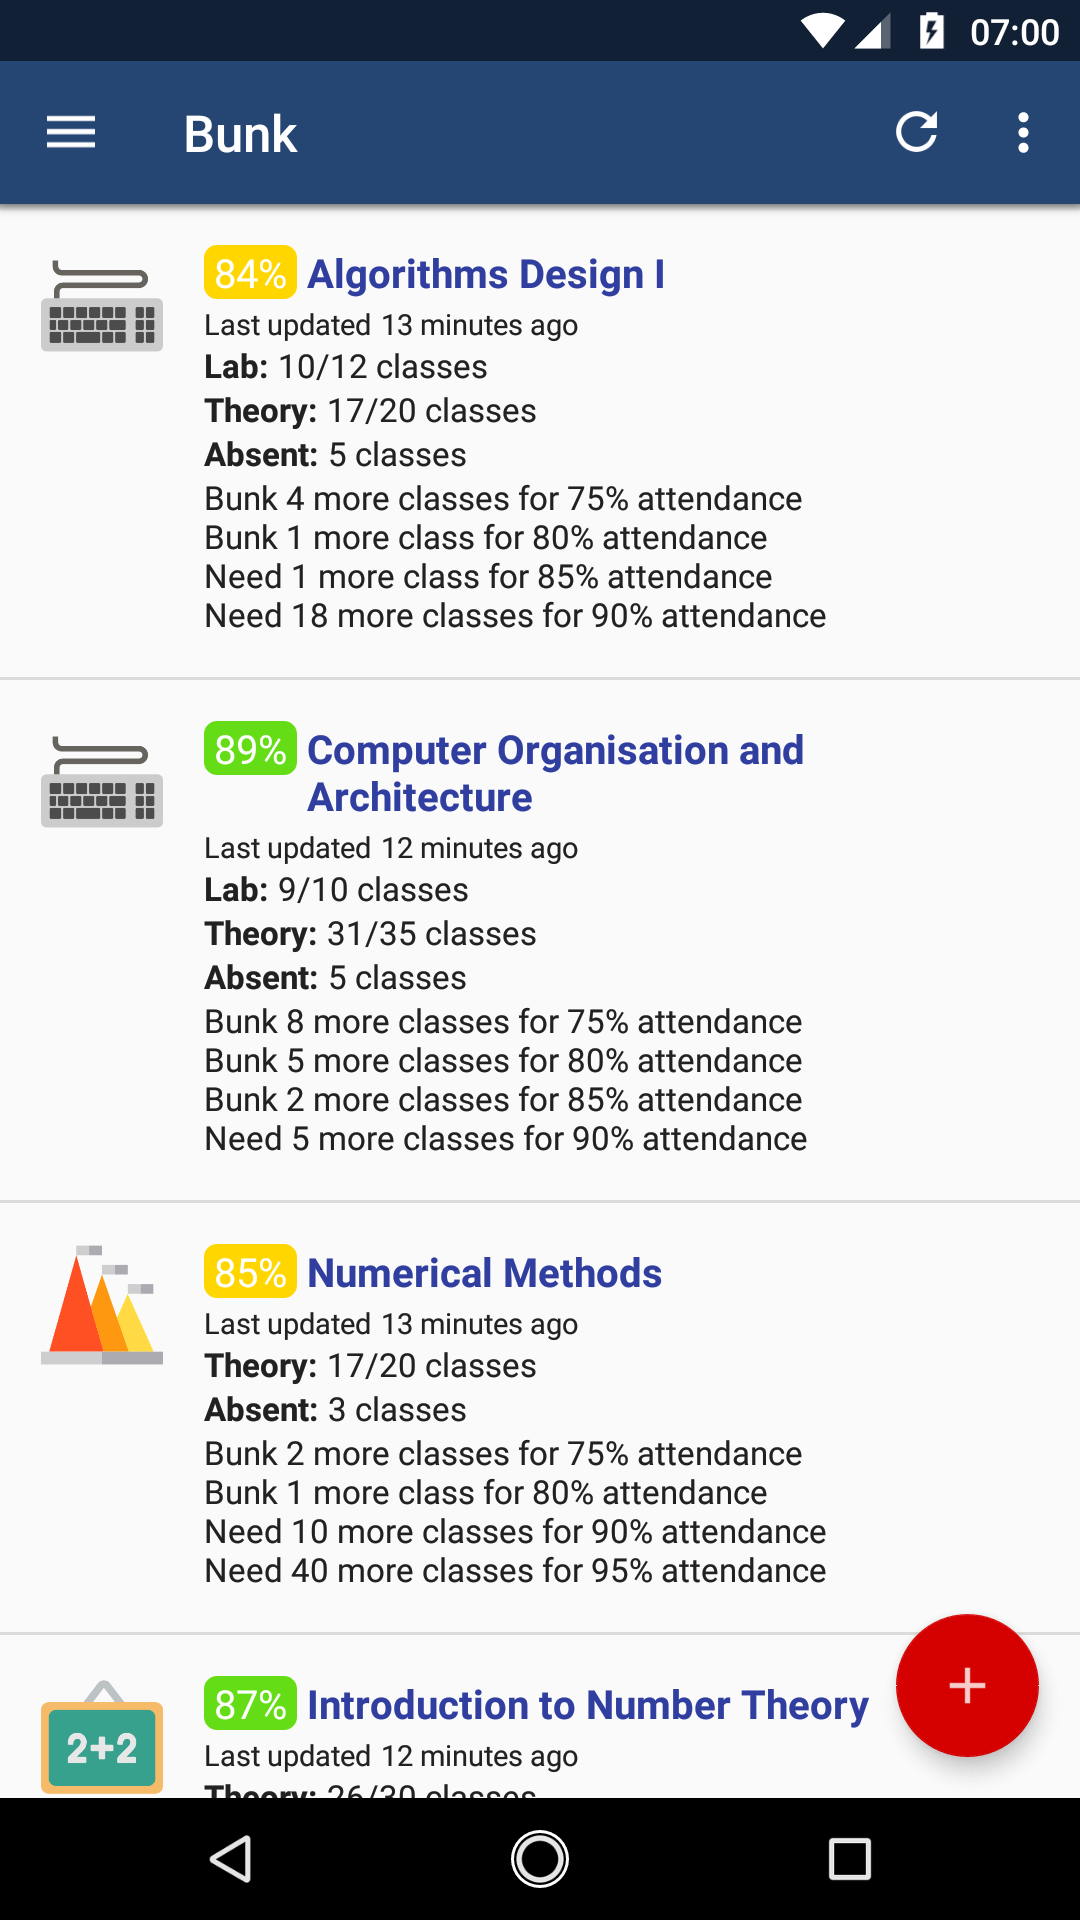 07:00
Bunk
84% Algorithms Design I
Last updated 13 minutes ago
Lab: 10/12 classes
Theory: 17/20 classes
Absent: 5 classes
Bunk 4 more classes for 75% attendance
Bunk 1 more class for 80% attendance
Need 1 more class for 85% attendance
Need 18 more classes for 90% attendance
89% Computer Organisation and
Architecture
Last updated 12 minutes ago
Lab: 9/10 classes
Theory: 31/35 classes
Absent: 5 classes
Bunk 8 more classes for 75% attendance
Bunk 5 more classes for 80% attendance
Bunk 2 more classes for 85% attendance
Need 5 more classes for 90% attendance
85% Numerical Methods
Last updated 13 minutes ago
Theory: 17/20 classes
Absent: 3 classes
Bunk 2 more classes for 75% attendance
Bunk 1 more class for 80% attendance
Need 10 more classes for 90% attendance
Need 40 more classes for 95% attendance
2+2
87% Introduction to Number Theory
Last updated 12 minutes ago
Theory: 26/30 classes